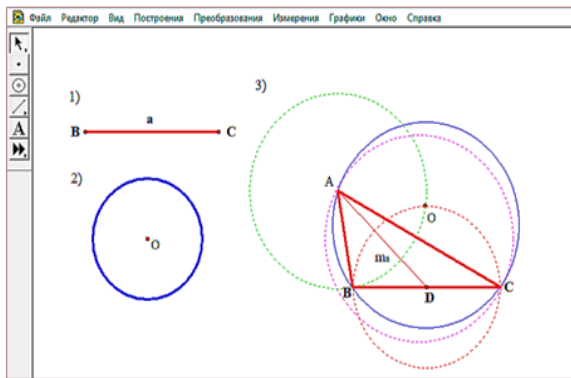 Файл Редактор Вид Построения Преобразования Измерения Графики Окно Справка
A
1)
a
B C
2)
O
3)
A
O
mₐ
B D C